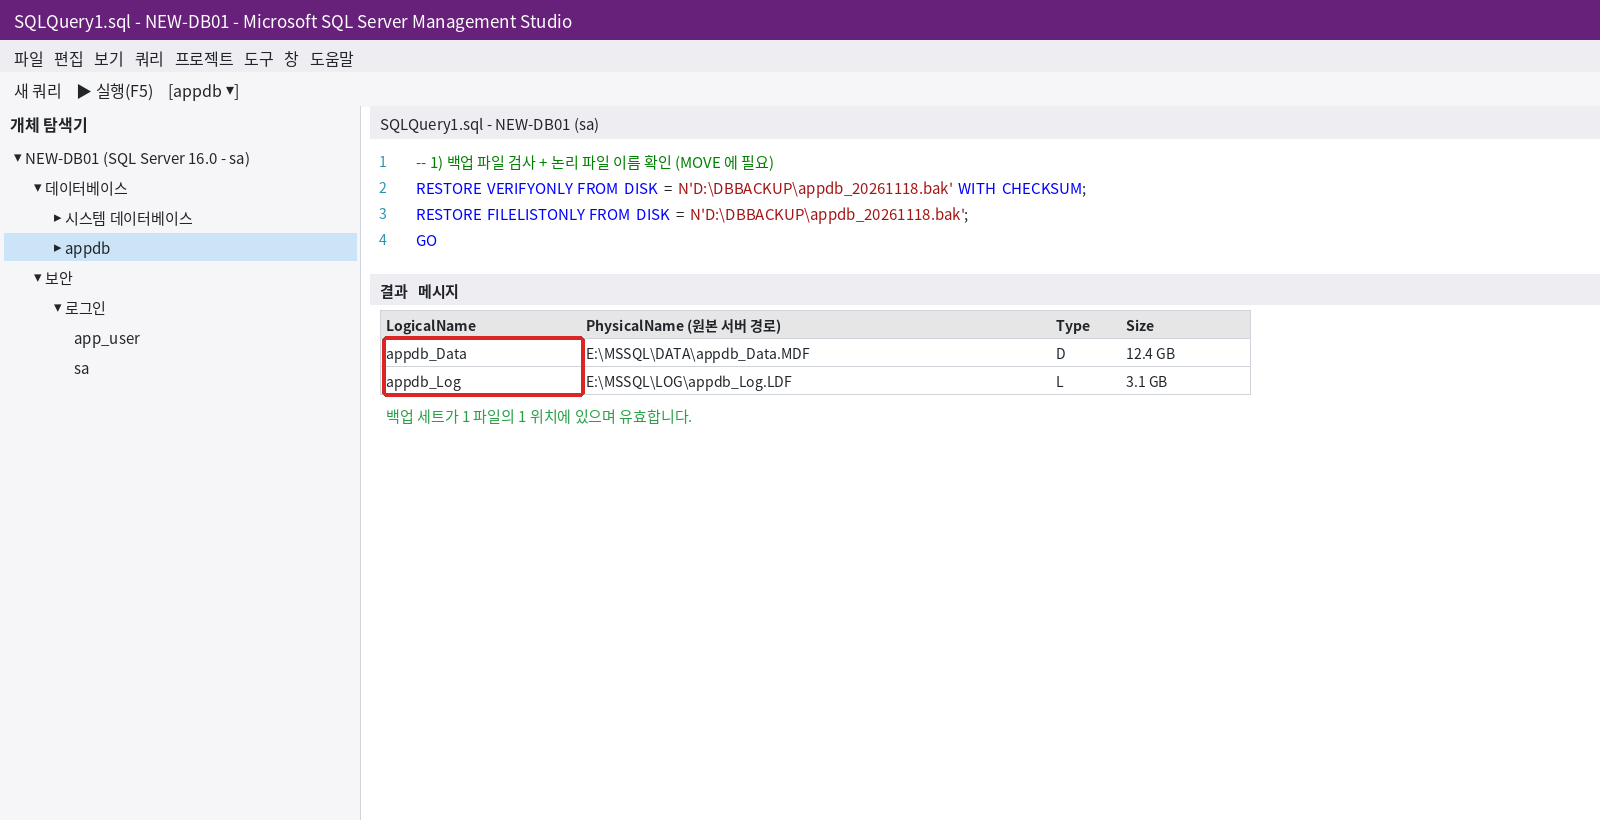 SQLQuery1.sql - NEW-DB01 - Microsoft SQL Server Management Studio
파일 편집 보기 쿼리 프로젝트 도구 창 도움말
새 쿼리 ▶ 실행(F5) [appdb ▾]
개체 탐색기
▾ NEW-DB01 (SQL Server 16.0 - sa)
▾ 데이터베이스
▸ 시스템 데이터베이스
▸ appdb
▾ 보안
▾ 로그인
app_user
sa
SQLQuery1.sql - NEW-DB01 (sa)
1 -- 1) 백업 파일 검사 + 논리 파일 이름 확인 (MOVE 에 필요)
2 RESTORE VERIFYONLY FROM DISK = N'D:\DBBACKUP\appdb_20261118.bak' WITH CHECKSUM;
3 RESTORE FILELISTONLY FROM DISK = N'D:\DBBACKUP\appdb_20261118.bak';
4 GO
결과 메시지
LogicalName PhysicalName (원본 서버 경로) Type Size
appdb_Data E:\MSSQL\DATA\appdb_Data.MDF D 12.4 GB
appdb_Log E:\MSSQL\LOG\appdb_Log.LDF L 3.1 GB
백업 세트가 1 파일의 1 위치에 있으며 유효합니다.